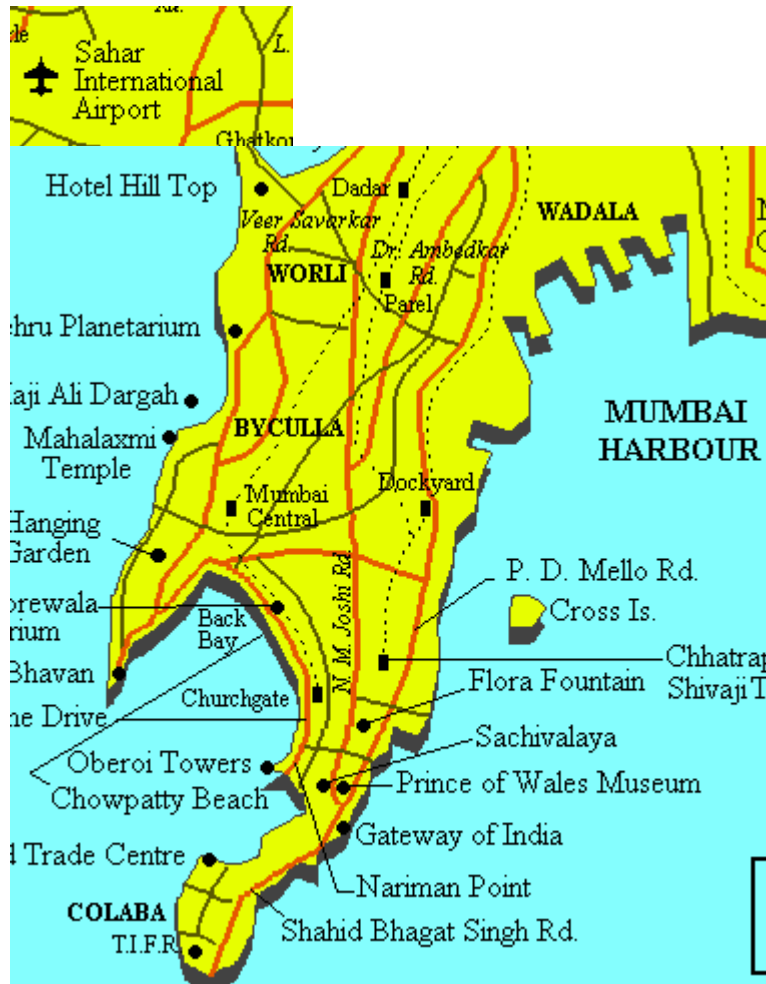 Sahar
International
Airport
L.
Hotel Hill Top
Dadar
WADALA
Veer Savarkar
Rd.
Dr. Ambedkar
Rd.
WORLI
Parel
Planetarium
Ali Dargah
BYCULLA
MUMBAI
HARBOUR
Mahalaxmi
Temple
Mumbai
Central
Dockyard
Hanging
Garden
P. D. Mello Rd.
Cross Is.
N. M. Joshi Rd.
Back
Bay
Bhavan
Churchgate
Flora Fountain
Shivaji
Drive
Sachivalaya
Oberoi Towers
Chowpatty Beach
Prince of Wales Museum
Gateway of India
Trade Centre
Nariman Point
COLABA
T.I.F.R.
Shahid Bhagat Singh Rd.